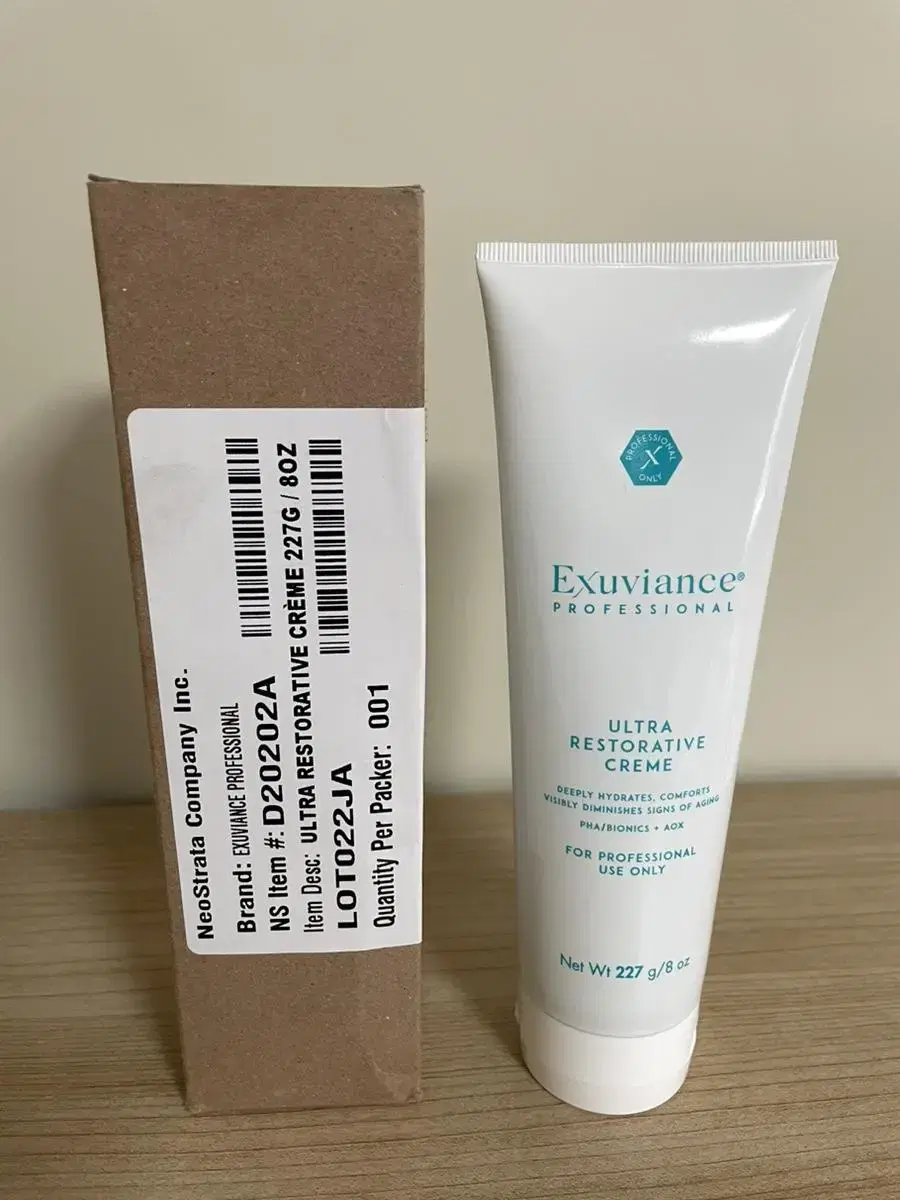 NeoStrata Company Inc.
Brand: EXUVIANCE PROFESSIONAL
NS Item #: D20202A
Item Desc: ULTRA RESTORATIVE CRÈME 227G / 8OZ
LOT022JA
Quantity Per Packer: 001
PROFESSIONAL
X
ONLY
Exuviance®
PROFESSIONAL
ULTRA
RESTORATIVE
CREME
DEEPLY HYDRATES, COMFORTS
VISIBLY DIMINISHES SIGNS OF AGING
PHA/BIONICS + AOX
FOR PROFESSIONAL
USE ONLY
Net Wt 227 g/8 oz